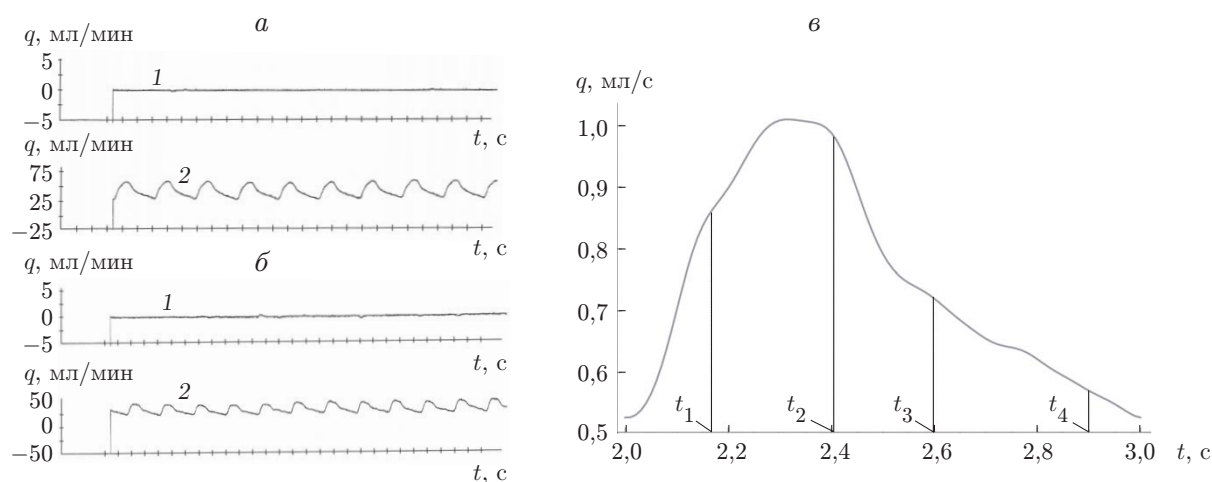 а
q, мл/мин
5
0
−5
1
t, с
q, мл/мин
75
25
−25
2
t, с
б
q, мл/мин
5
0
−5
1
t, с
q, мл/мин
50
0
−50
2
t, с
в
q, мл/с
1,0
0,9
0,8
0,7
0,6
0,5
t1
t2
t3
t4
2,0 2,2 2,4 2,6 2,8 3,0 t, с